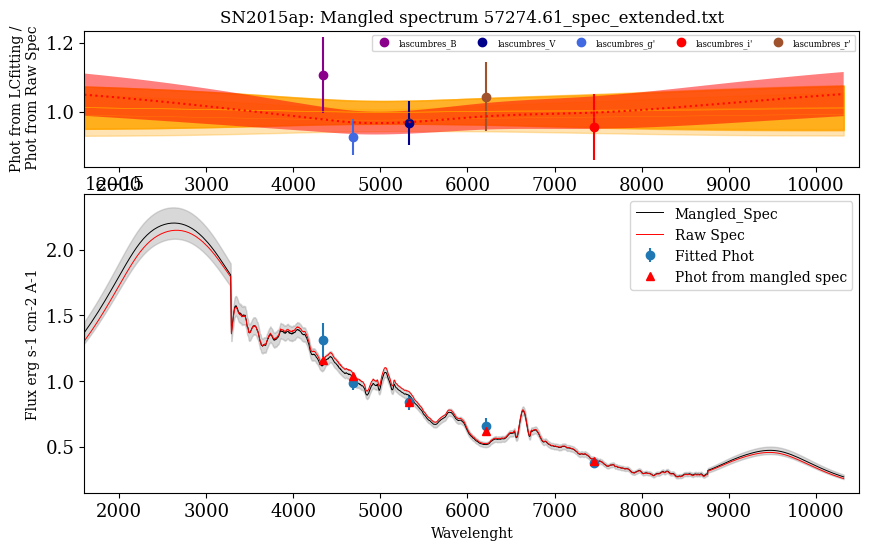 SN2015ap: Mangled spectrum 57274.61_spec_extended.txt
Phot from LCfitting /
Phot from Raw Spec
1.2
1.0
lascumbres_B
lascumbres_V
lascumbres_g'
lascumbres_i'
lascumbres_r'
2000 3000 4000 5000 6000 7000 8000 9000 10000
1e−15
Flux erg s-1 cm-2 A-1
2.0
1.5
1.0
0.5
Mangled_Spec
Raw Spec
Fitted Phot
Phot from mangled spec
2000 3000 4000 5000 6000 7000 8000 9000 10000
Wavelenght